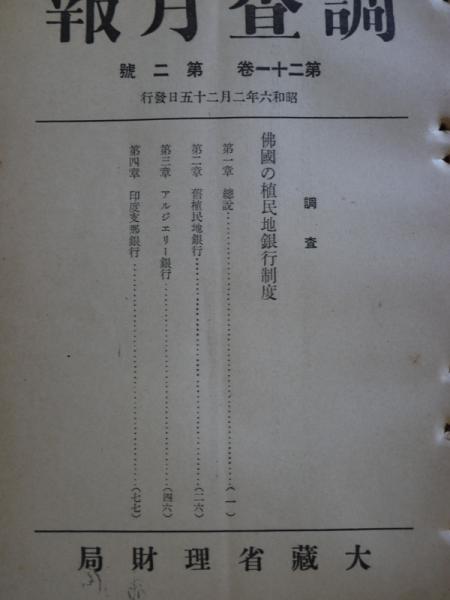 調査月報
第二十一卷 第二號
昭和六年二月二十五日發行
調査
佛國の植民地銀行制度
第一章 總說……(一)
第二章 舊植民地銀行……(二六)
第三章 アルジェリー銀行……(四六)
第四章 印度支那銀行……(七七)
大藏省理財局